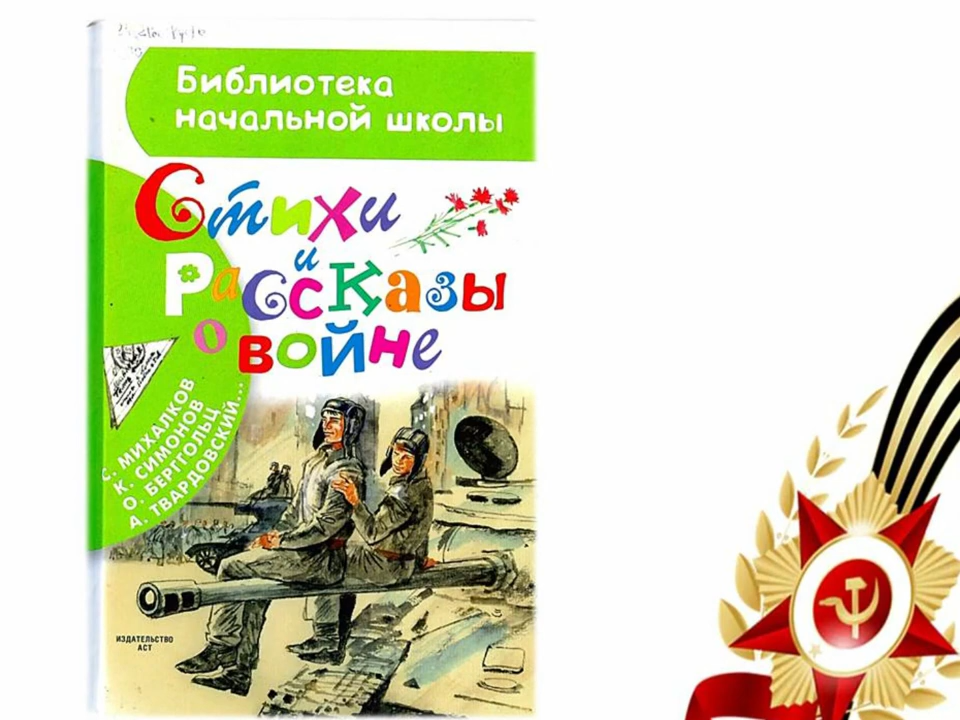 Библиотека
начальной школы
Стихи
и
Рассказы
о войне
С. МИХАЛКОВ
К. СИМОНОВ
О. БЕРГГОЛЬЦ
А. ТВАРДОВСКИЙ...
ИЗДАТЕЛЬСТВО
АСТ